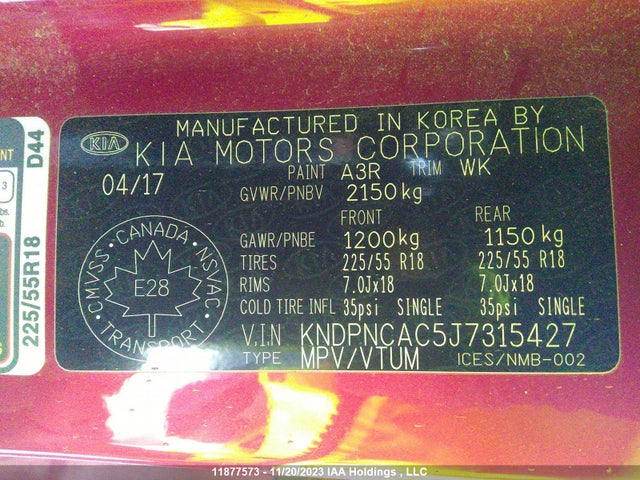 MANUFACTURED IN KOREA BY
KIA KIA MOTORS CORPORATION
04/17 PAINT A3R TRIM WK
GVWR/PNBV 2150kg
FRONT REAR
GAWR/PNBE 1200kg 1150kg
TIRES 225/55 R18 225/55 R18
RIMS 7.0Jx18 7.0Jx18
COLD TIRE INFL 35psi SINGLE 35psi SINGLE
V.I.N KNDPNCAC5J7315427
TYPE MPV/VTUM ICES/NMB-002
CANADA
CMVSS NSVAC
E28
TRANSPORT
225/55R18 D44
NT
3
11877573 - 11/20/2023 IAA Holdings , LLC